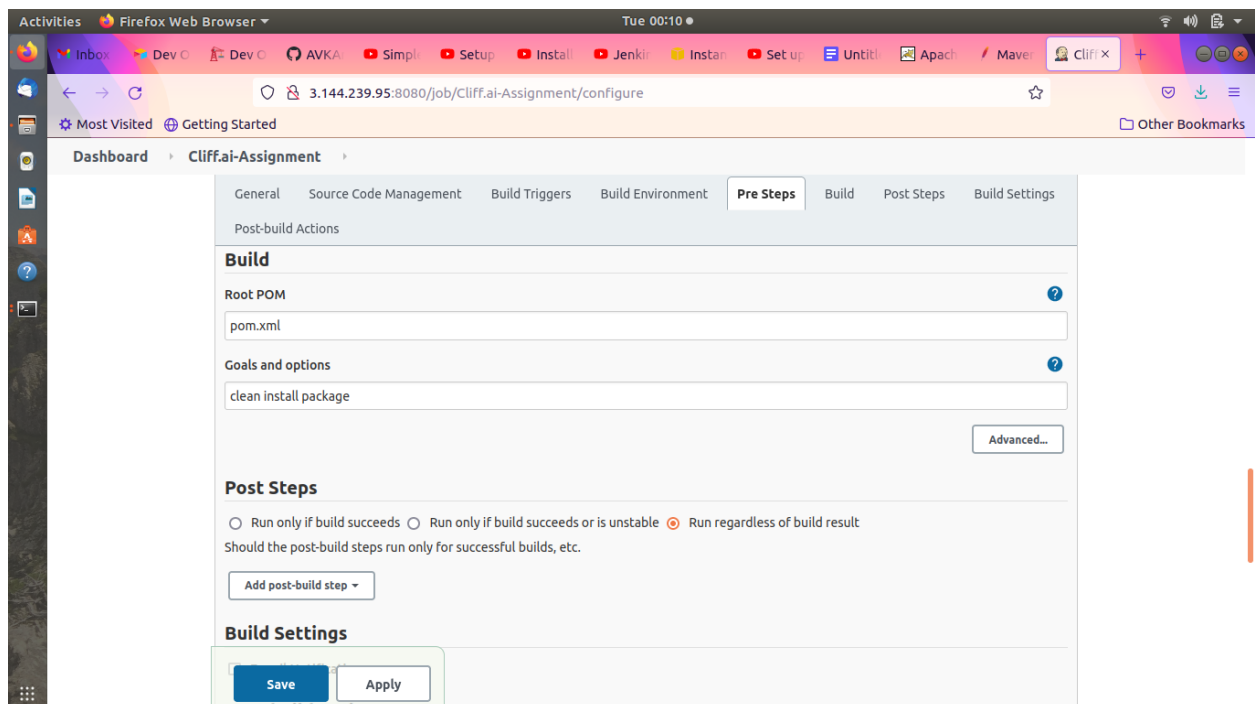 Activities Firefox Web Browser Tue 00:10
Inbox Dev O Dev O AVKA Simpl Setup Install Jenkin Instan Set up Untitl Apach Maven Cliff
3.144.239.95:8080/job/Cliff.ai-Assignment/configure
Most Visited Getting Started Other Bookmarks
Dashboard Cliff.ai-Assignment
General Source Code Management Build Triggers Build Environment Pre Steps Build Post Steps Build Settings
Post-build Actions
Build
Root POM
pom.xml
Goals and options
clean install package
Advanced...
Post Steps
Run only if build succeeds Run only if build succeeds or is unstable Run regardless of build result
Should the post-build steps run only for successful builds, etc.
Add post-build step
Build Settings
Save Apply